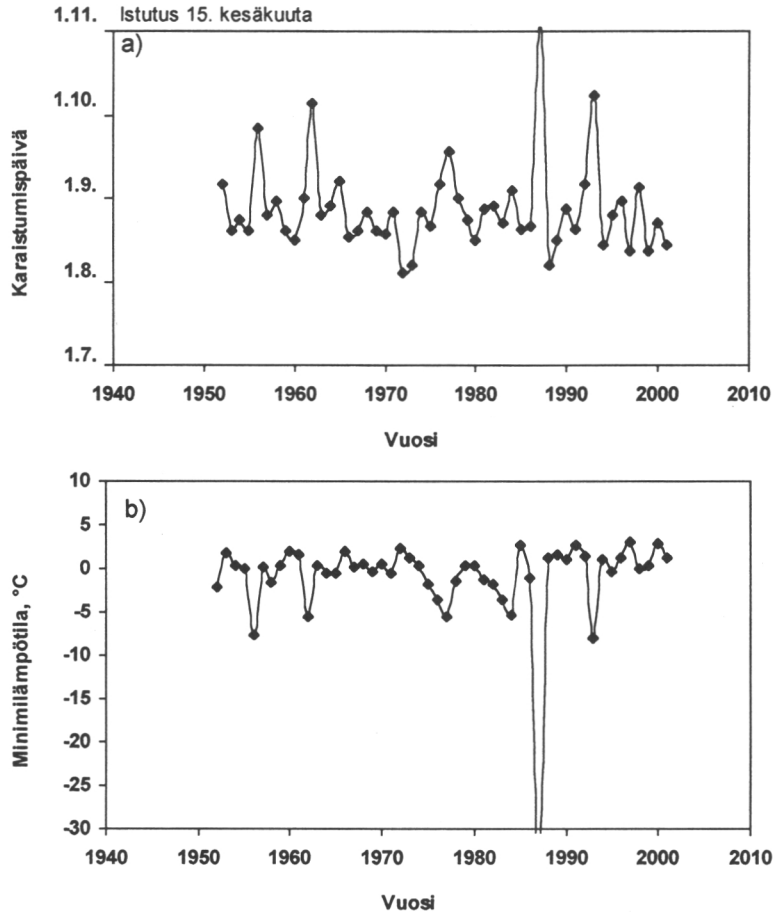 Istutus 15. kesäkuuta
1.11.
a)
1.10.
1.9.
1.8.
1.7.
Karaistumispäivä
1940 1950 1960 1970 1980 1990 2000 2010
Vuosi
b)
10
5
0
-5
-10
-15
-20
-25
-30
Minimilämpötila, °C
1940 1950 1960 1970 1980 1990 2000 2010
Vuosi